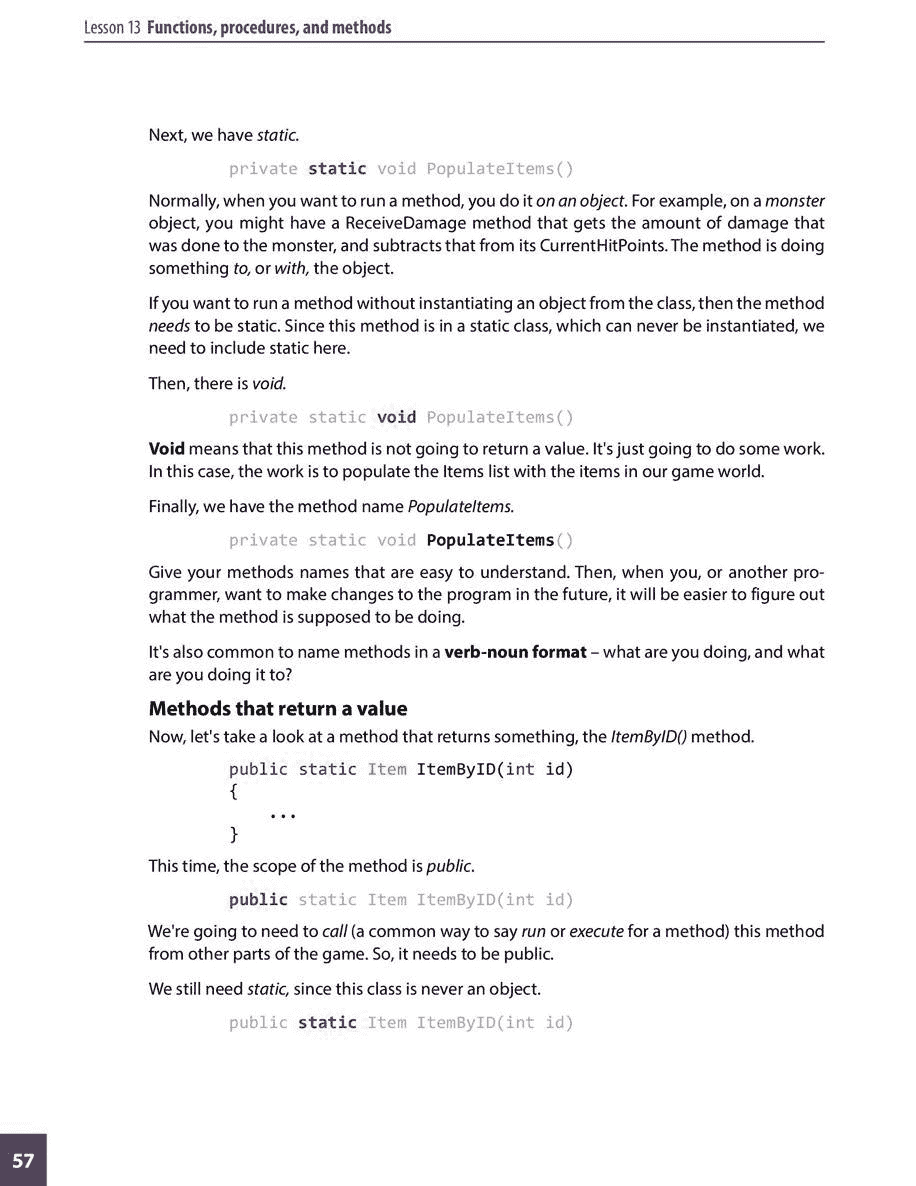 Lesson 13 Functions, procedures, and methods
Next, we have static.
private static void PopulateItems()
Normally, when you want to run a method, you do it on an object. For example, on a monster
object, you might have a ReceiveDamage method that gets the amount of damage that
was done to the monster, and subtracts that from its CurrentHitPoints. The method is doing
something to, or with, the object.
If you want to run a method without instantiating an object from the class, then the method
needs to be static. Since this method is in a static class, which can never be instantiated, we
need to include static here.
Then, there is void.
private static void PopulateItems()
Void means that this method is not going to return a value. It's just going to do some work.
In this case, the work is to populate the Items list with the items in our game world.
Finally, we have the method name PopulateItems.
private static void PopulateItems()
Give your methods names that are easy to understand. Then, when you, or another pro-
grammer, want to make changes to the program in the future, it will be easier to figure out
what the method is supposed to be doing.
It's also common to name methods in a verb-noun format – what are you doing, and what
are you doing it to?
Methods that return a value
Now, let's take a look at a method that returns something, the ItemByID() method.
public static Item ItemByID(int id)
{
...
}
This time, the scope of the method is public.
public static Item ItemByID(int id)
We're going to need to call (a common way to say run or execute for a method) this method
from other parts of the game. So, it needs to be public.
We still need static, since this class is never an object.
public static Item ItemByID(int id)
57